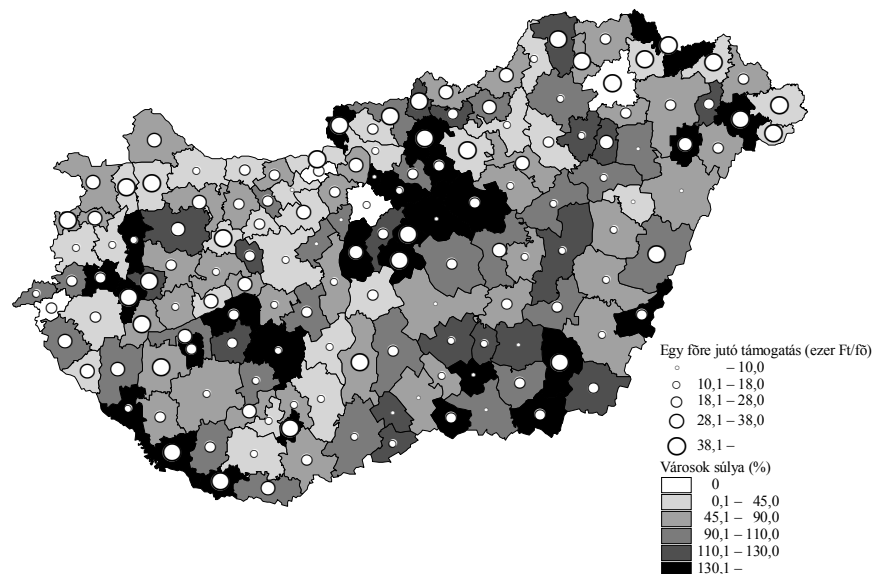 Egy főre jutó támogatás (ezer Ft/fő)
– 10,0
10,1 – 18,0
18,1 – 28,0
28,1 – 38,0
38,1 –
Városok súlya (%)
0
0,1 – 45,0
45,1 – 90,0
90,1 – 110,0
110,1 – 130,0
130,1 –